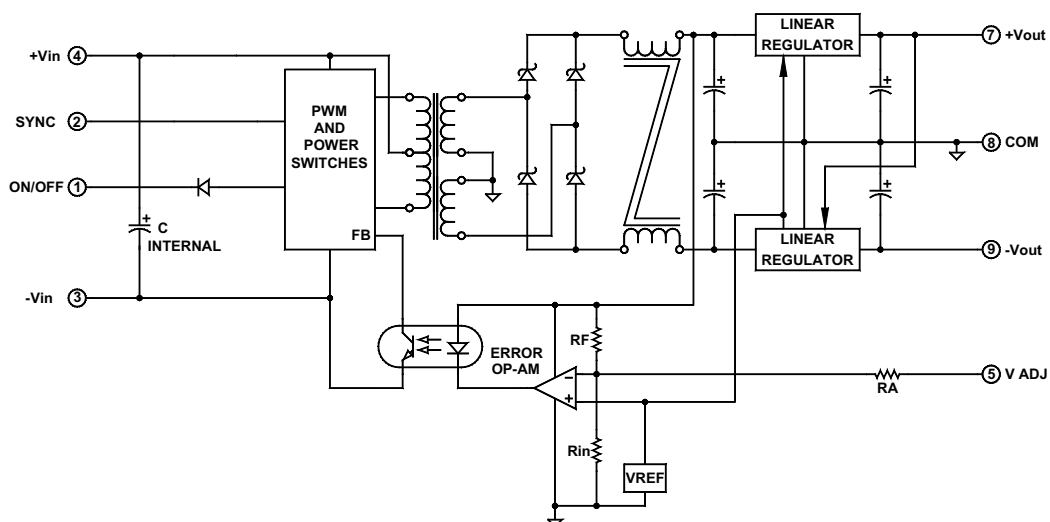 +Vin 4
SYNC 2
ON/OFF 1
-Vin 3
+
C
INTERNAL
PWM
AND
POWER
SWITCHES
FB
LINEAR
REGULATOR
7 +Vout
+
+
8 COM
+
+
LINEAR
REGULATOR
9 -Vout
ERROR
OP-AM
RF
−
+
Rin
VREF
RA
5 V ADJ